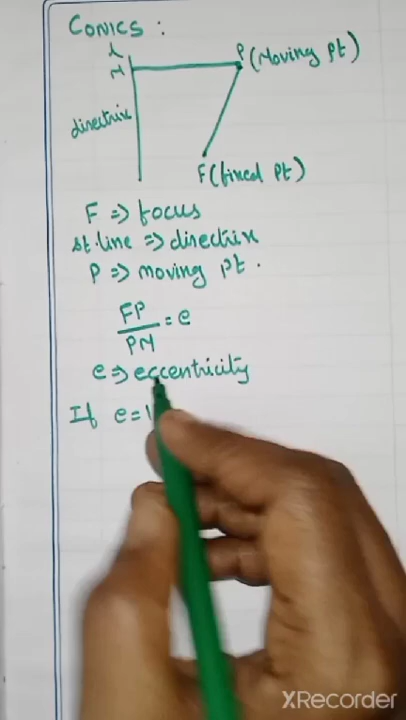 CONICS :
l
M
P (Moving pt)
directrix
F (fixed pt)
F => focus
st.line => directrix
P => moving pt .
FP
PM
= e
e => eccentricity
If e = 1
XRecorder